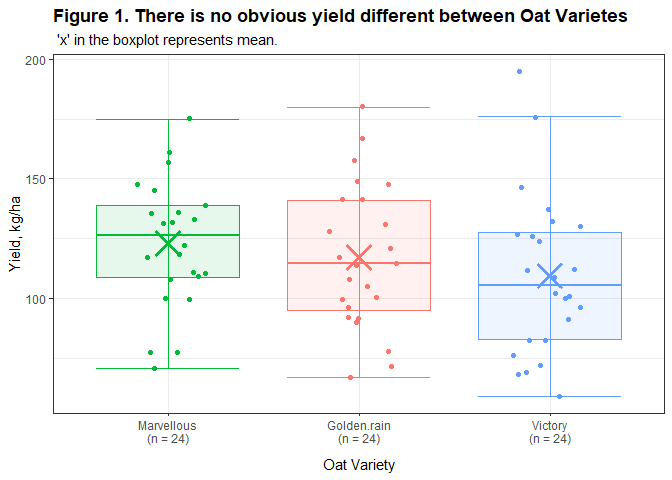 Figure 1. There is no obvious yield different between Oat Varietes
'x' in the boxplot represents mean.
200
150
100
Yield, kg/ha
Marvellous
(n = 24)
Golden.rain
(n = 24)
Victory
(n = 24)
Oat Variety